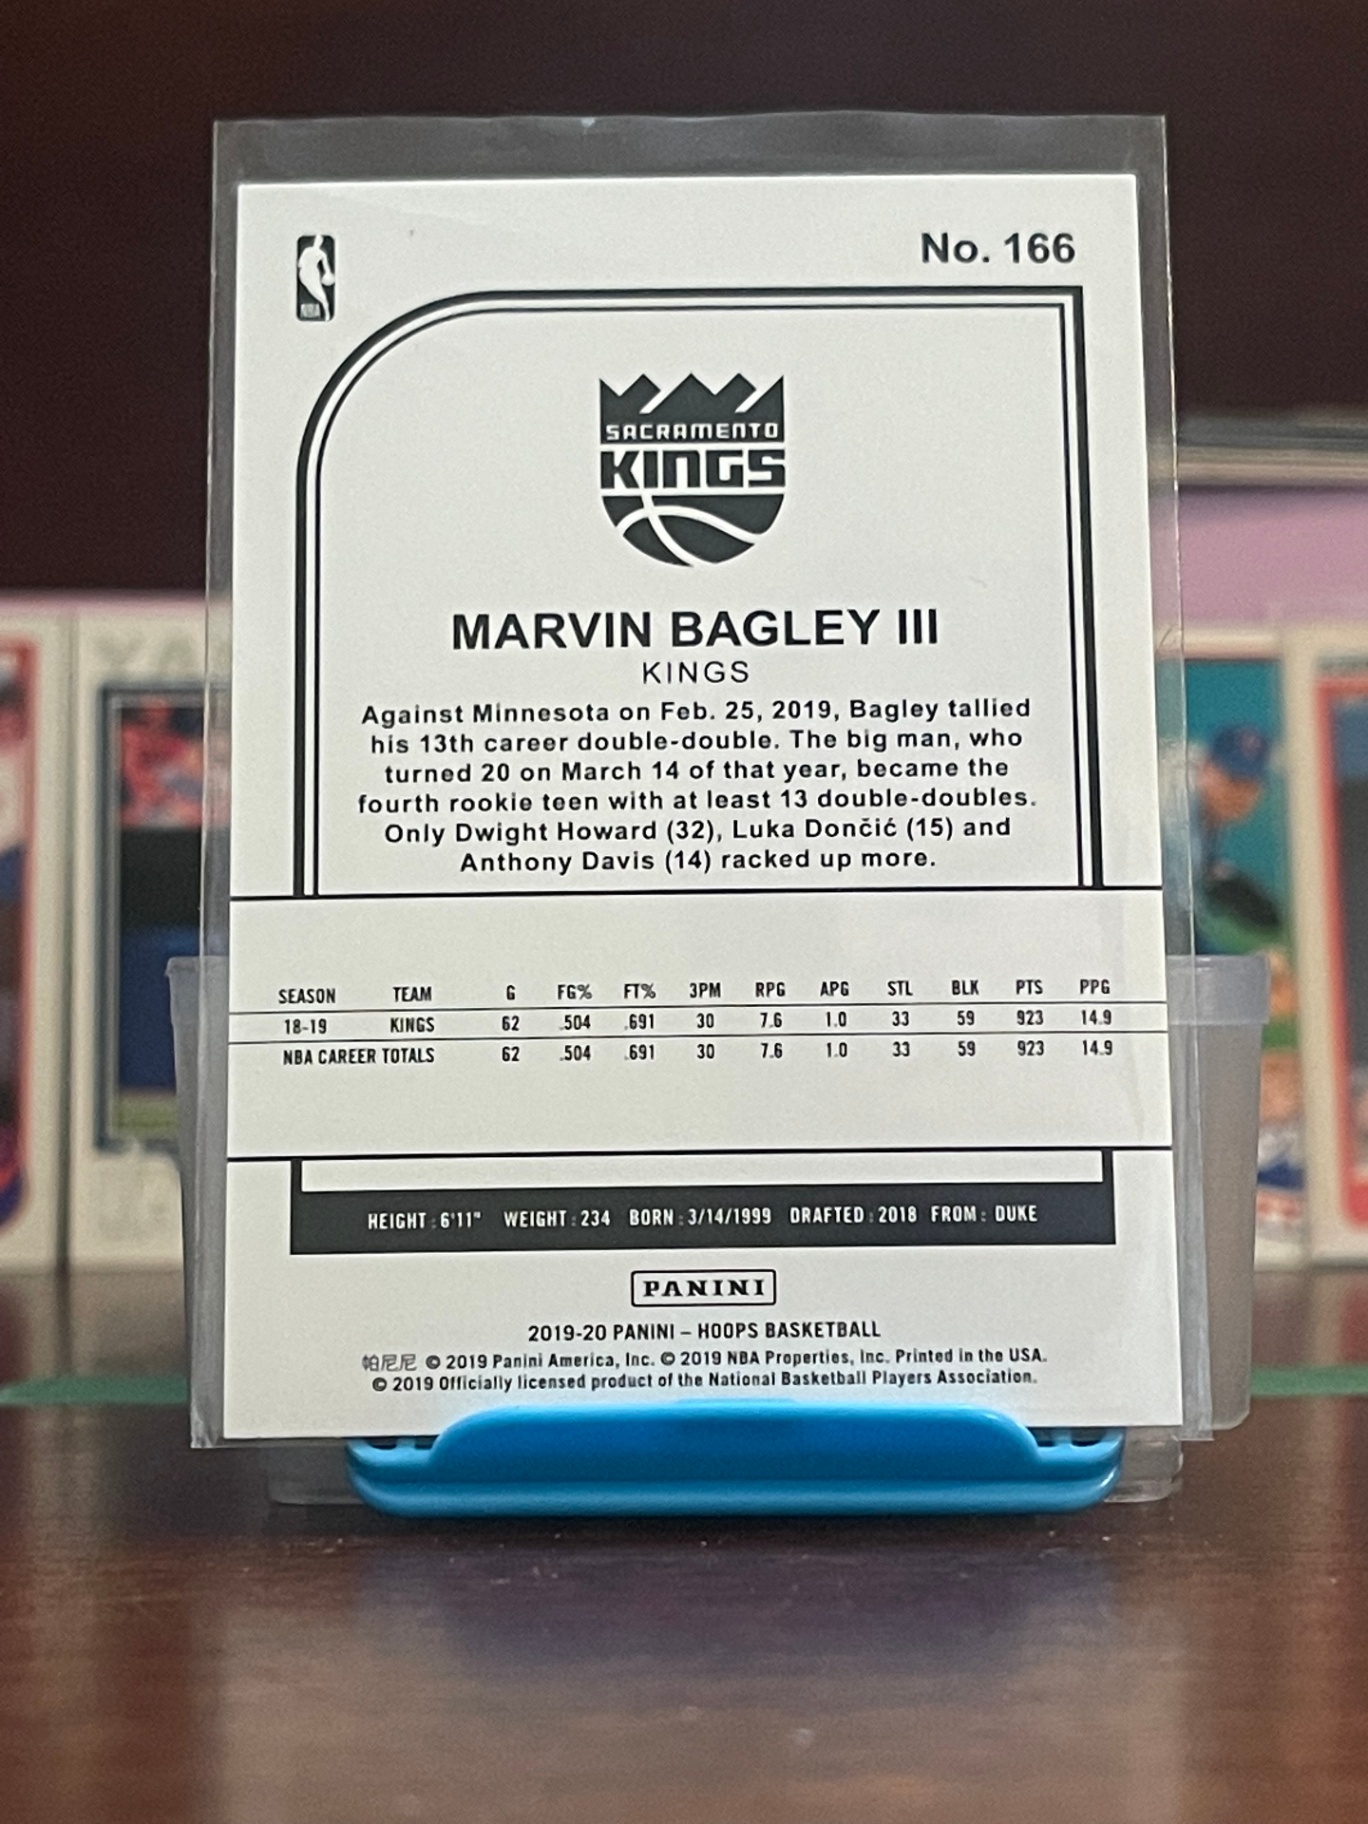 No. 166
NBA
SACRAMENTO
KINGS
MARVIN BAGLEY III
KINGS
Against Minnesota on Feb. 25, 2019, Bagley tallied
his 13th career double-double. The big man, who
turned 20 on March 14 of that year, became the
fourth rookie teen with at least 13 double-doubles.
Only Dwight Howard (32), Luka Dončić (15) and
Anthony Davis (14) racked up more.
SEASON TEAM G FG% FT% 3PM RPG APG STL BLK PTS PPG
18-19 KINGS 62 .504 .691 30 7.6 1.0 33 59 923 14.9
NBA CAREER TOTALS 62 .504 .691 30 7.6 1.0 33 59 923 14.9
HEIGHT: 6'11" WEIGHT: 234 BORN: 3/14/1999 DRAFTED: 2018 FROM: DUKE
PANINI
2019-20 PANINI – HOOPS BASKETBALL
帕尼尼 © 2019 Panini America, Inc. © 2019 NBA Properties, Inc. Printed in the USA.
© 2019 Officially licensed product of the National Basketball Players Association.